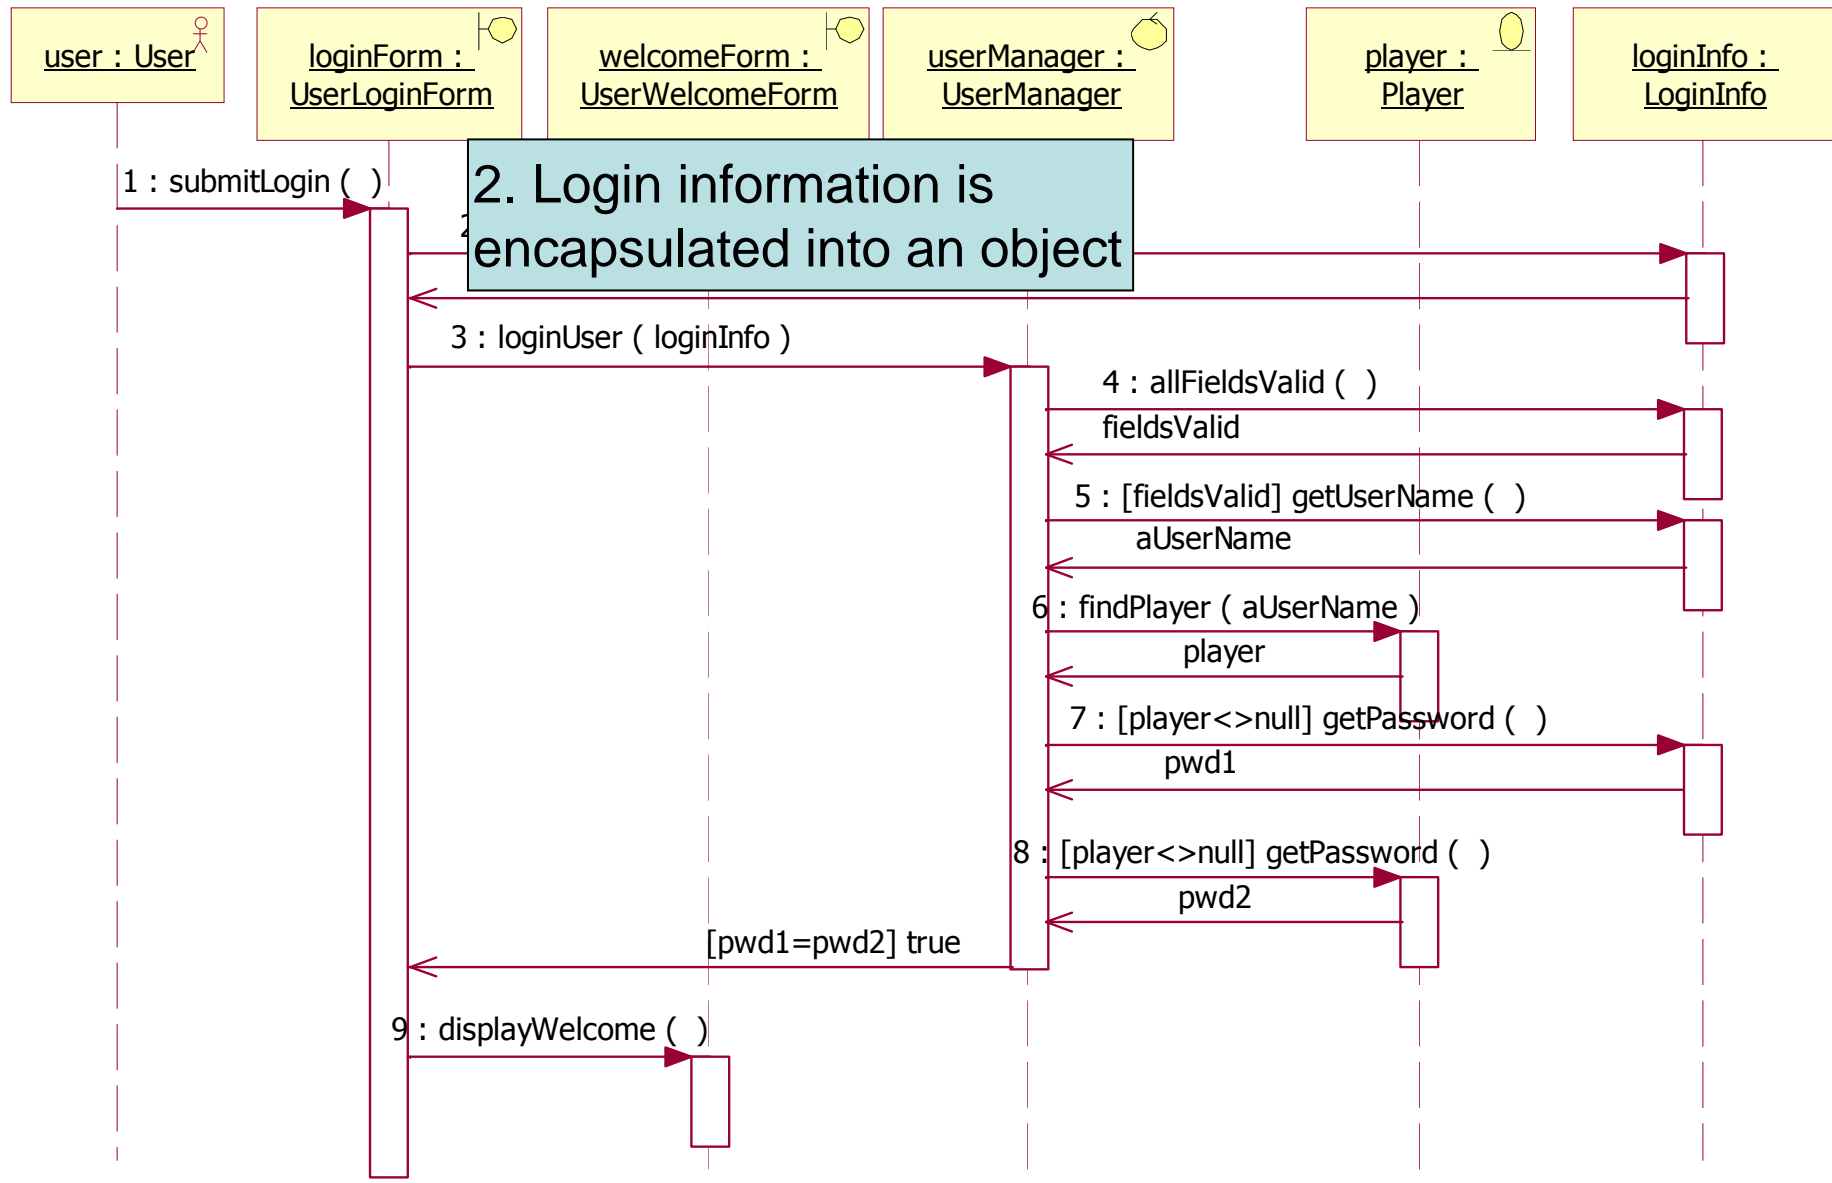 user : User
loginForm :
UserLoginForm
welcomeForm :
UserWelcomeForm
userManager :
UserManager
player :
Player
loginInfo :
LoginInfo
1 : submitLogin (  )
2. Login information is
encapsulated into an object
3 : loginUser ( loginInfo )
4 : allFieldsValid (  )
fieldsValid
5 : [fieldsValid] getUserName (  )
aUserName
6 : findPlayer ( aUserName )
player
7 : [player<>null] getPassword (  )
pwd1
8 : [player<>null] getPassword (  )
pwd2
[pwd1=pwd2] true
9 : displayWelcome (  )